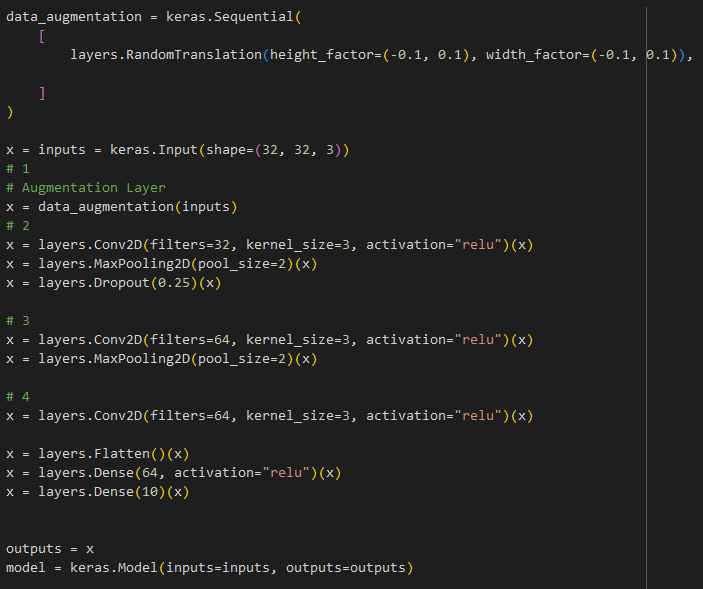 data_augmentation = keras.Sequential(
    [
        layers.RandomTranslation(height_factor=(-0.1, 0.1), width_factor=(-0.1, 0.1)),
    ]
)
x = inputs = keras.Input(shape=(32, 32, 3))
# 1
# Augmentation Layer
x = data_augmentation(inputs)
# 2
x = layers.Conv2D(filters=32, kernel_size=3, activation="relu")(x)
x = layers.MaxPooling2D(pool_size=2)(x)
x = layers.Dropout(0.25)(x)
# 3
x = layers.Conv2D(filters=64, kernel_size=3, activation="relu")(x)
x = layers.MaxPooling2D(pool_size=2)(x)
# 4
x = layers.Conv2D(filters=64, kernel_size=3, activation="relu")(x)
x = layers.Flatten()(x)
x = layers.Dense(64, activation="relu")(x)
x = layers.Dense(10)(x)
outputs = x
model = keras.Model(inputs=inputs, outputs=outputs)